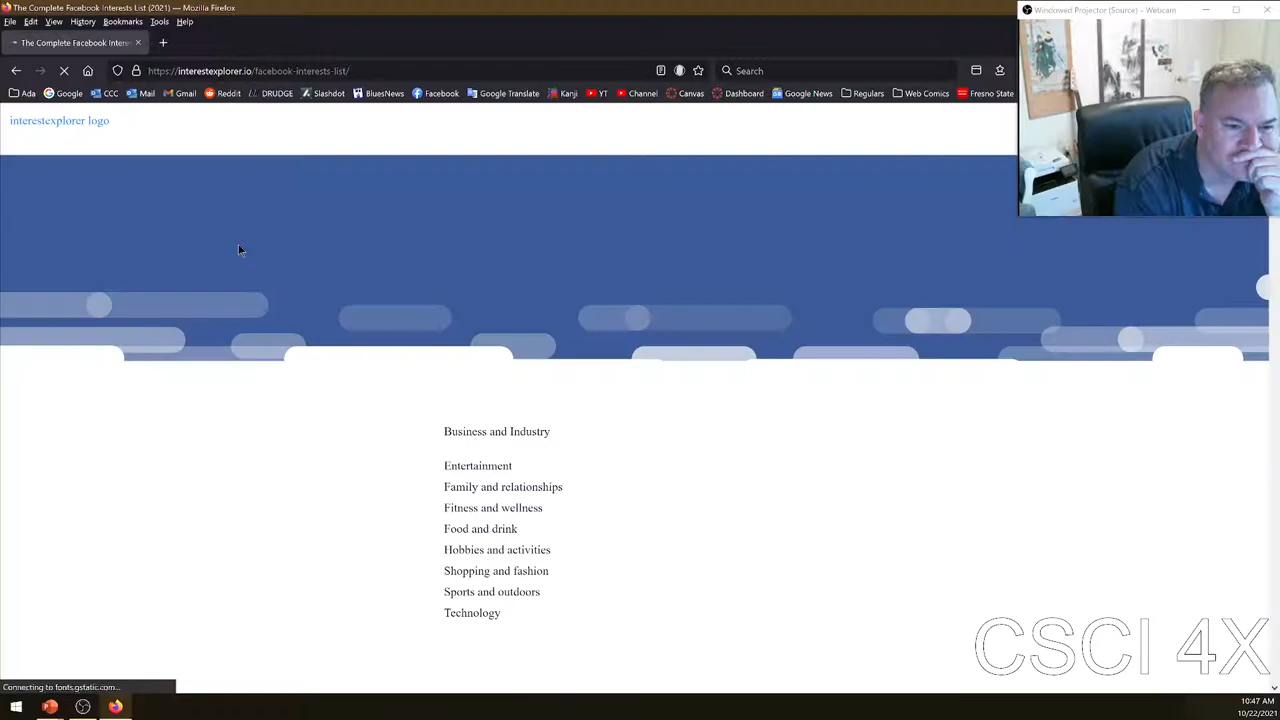 The Complete Facebook Interests List (2021) — Mozilla Firefox
Windowed Projector (Source) - Webcam
File Edit View History Bookmarks Tools Help
The Complete Facebook Inter
https://interestexplorer.io/facebook-interests-list/
Search
Ada Google CCC Mail Gmail Reddit DRUDGE Slashdot BluesNews Facebook Google Translate Kanji YT Channel Canvas Dashboard Google News Regulars Web Comics Fresno State
interestexplorer logo
Business and Industry
Entertainment
Family and relationships
Fitness and wellness
Food and drink
Hobbies and activities
Shopping and fashion
Sports and outdoors
Technology
CSCI 4X
Connecting to fonts.gstatic.com...
10:47 AM
10/22/2021